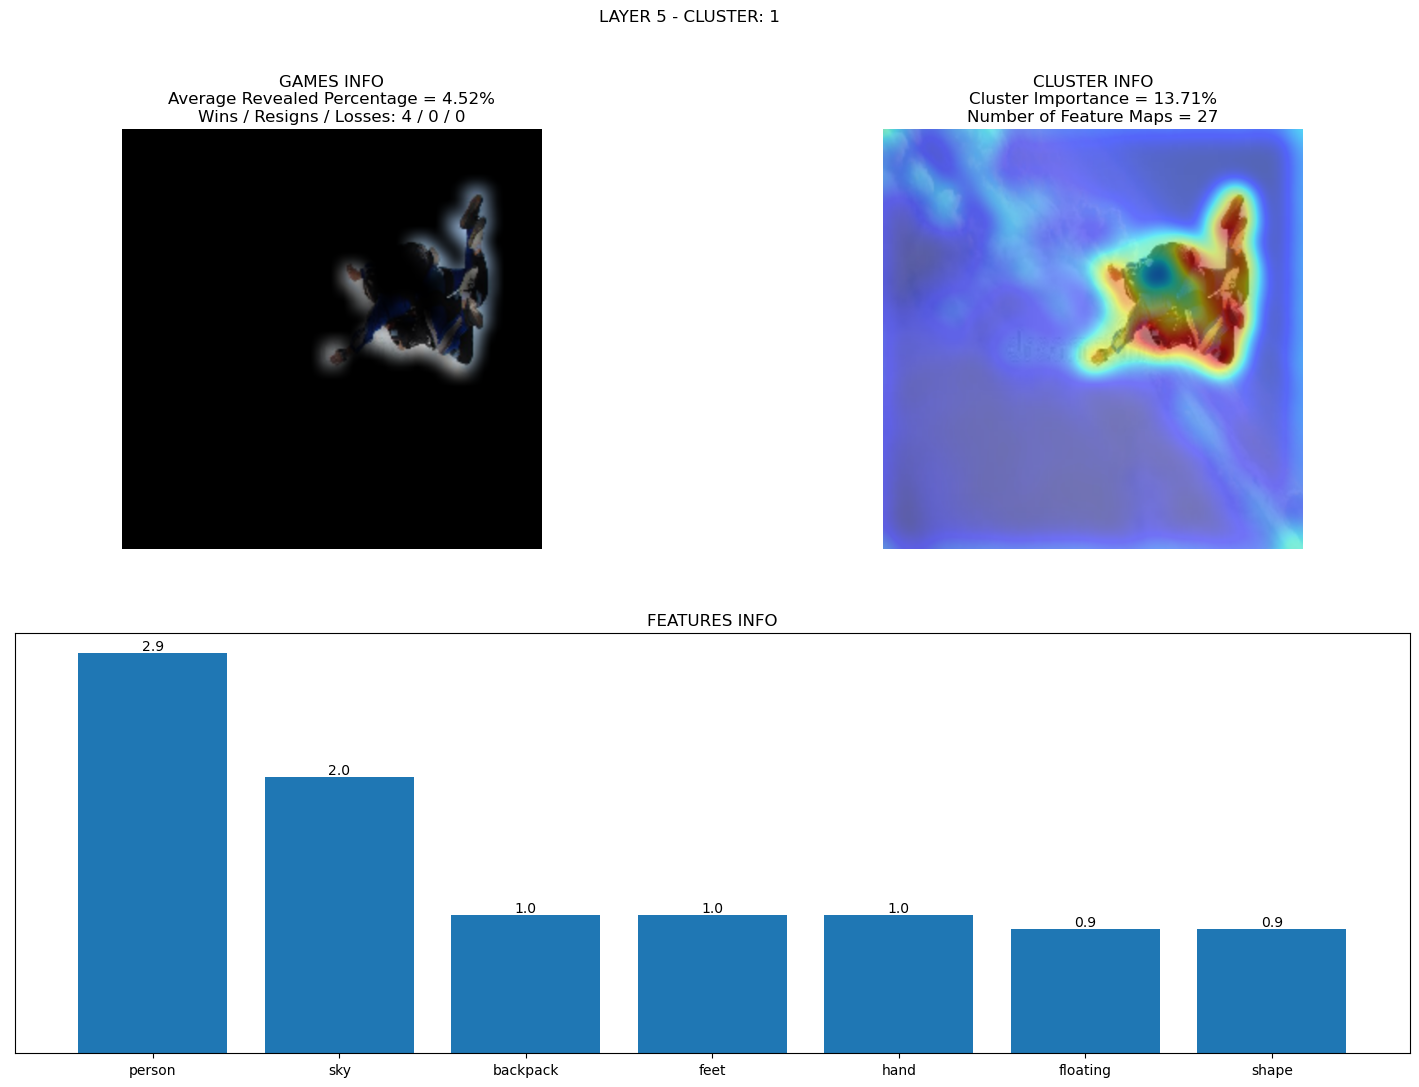 LAYER 5 - CLUSTER: 1
GAMES INFO
Average Revealed Percentage = 4.52%
Wins / Resigns / Losses: 4 / 0 / 0
CLUSTER INFO
Cluster Importance = 13.71%
Number of Feature Maps = 27
FEATURES INFO
2.9
2.0
1.0
1.0
1.0
0.9
0.9
person
sky
backpack
feet
hand
floating
shape